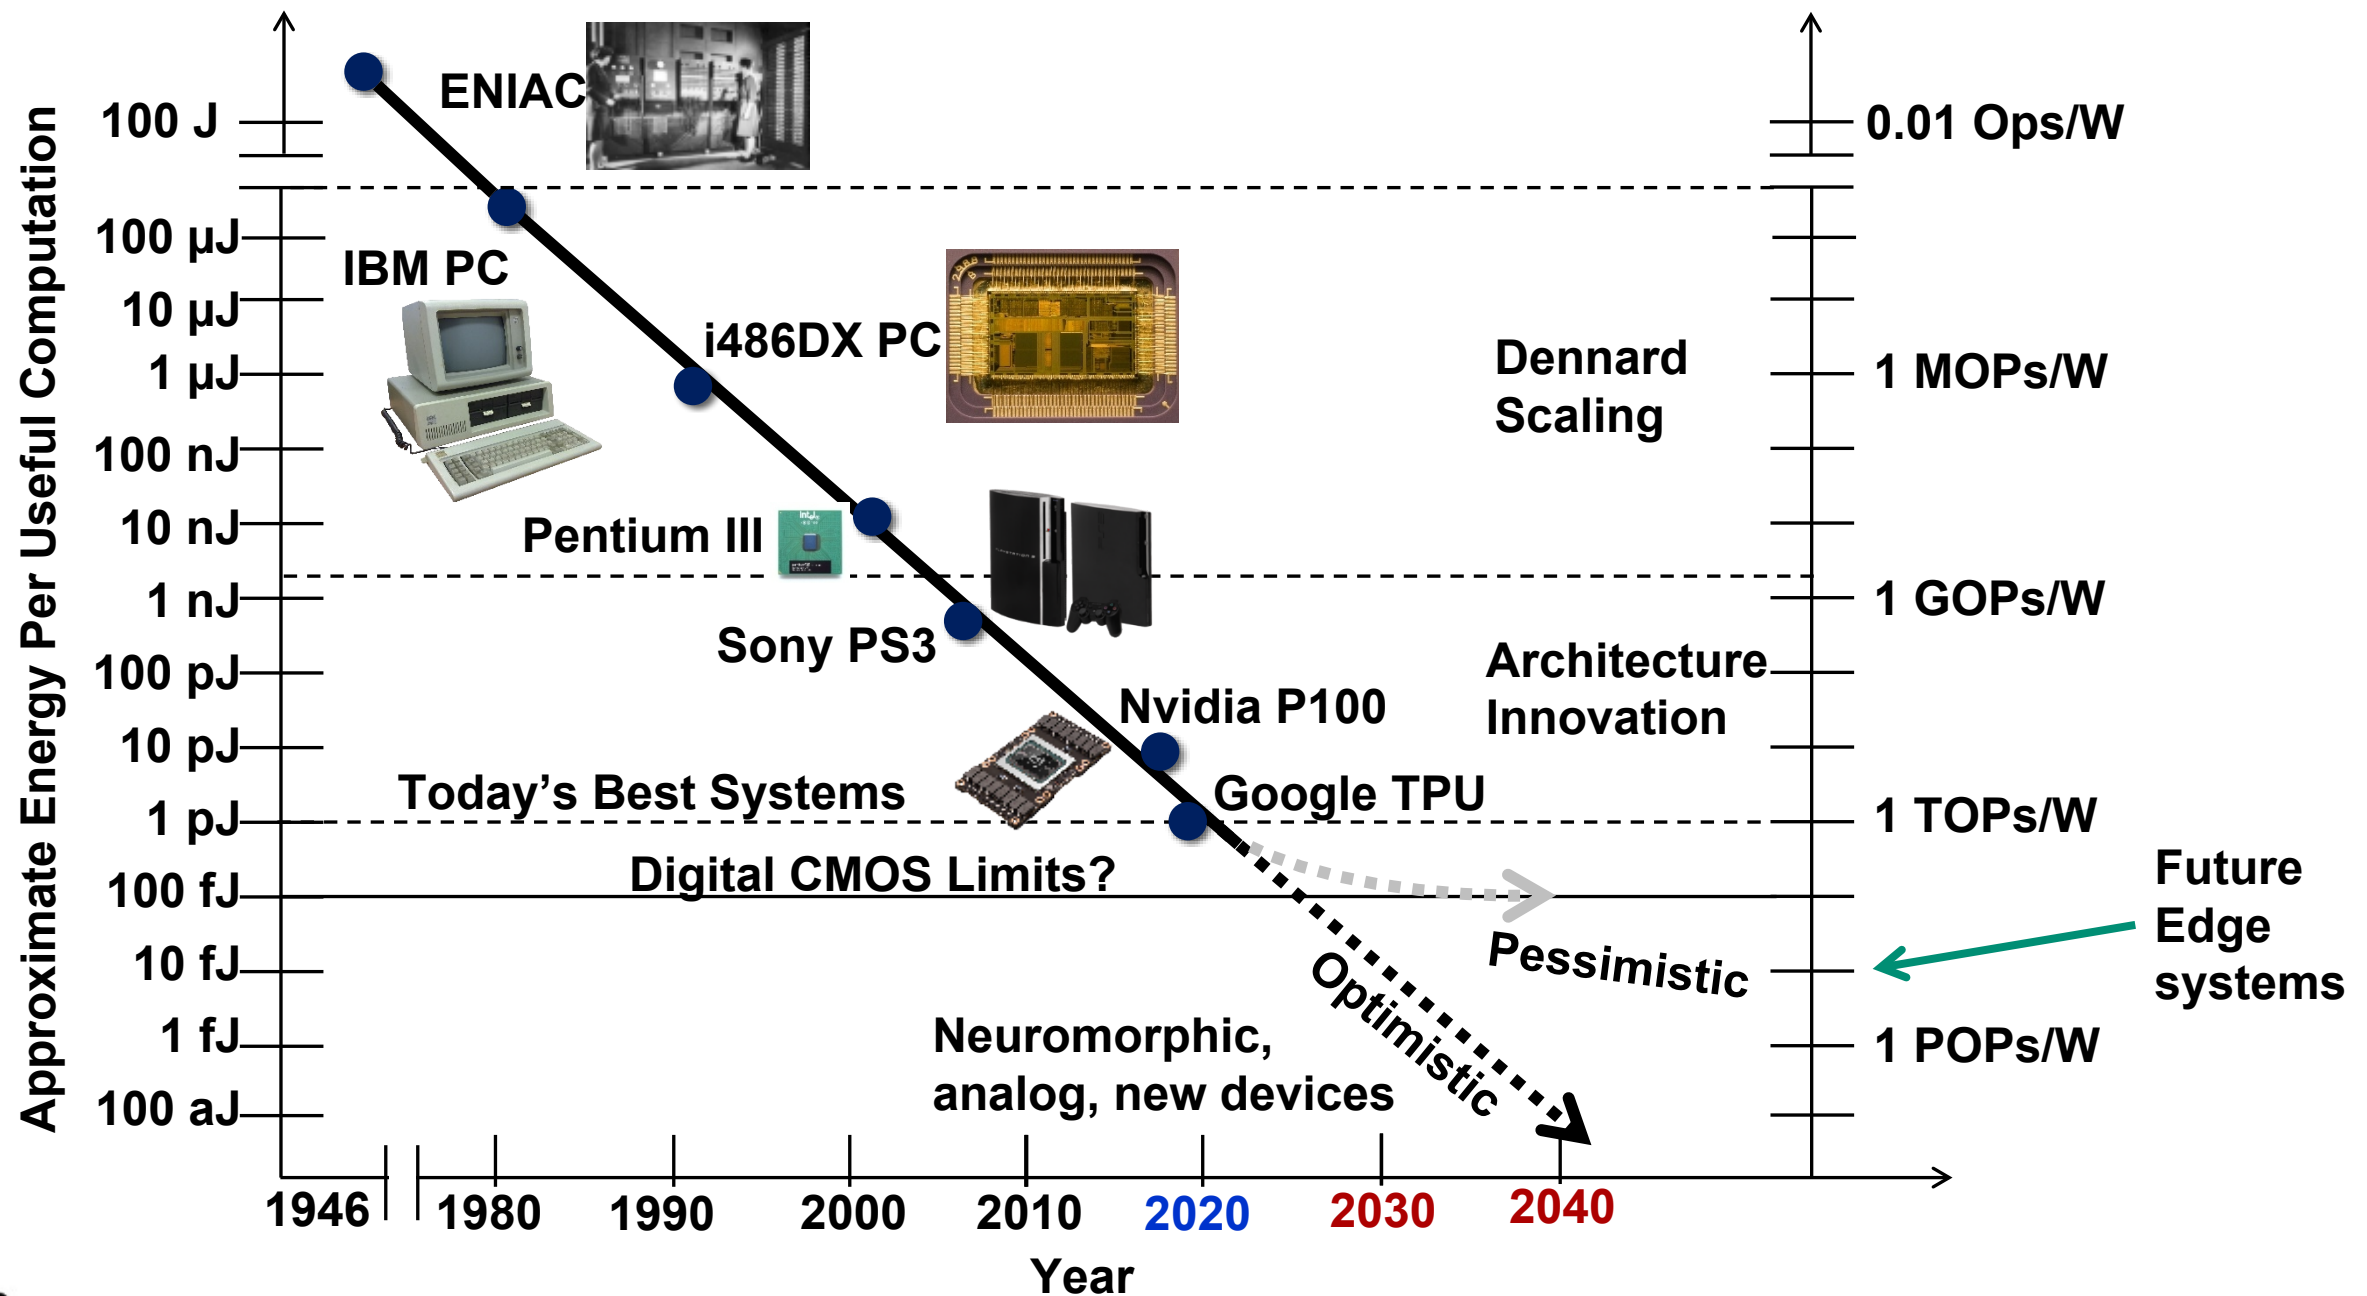 Approximate Energy Per Useful Computation
100 J
100 µJ
10 µJ
1 µJ
100 nJ
10 nJ
1 nJ
100 pJ
10 pJ
1 pJ
100 fJ
10 fJ
1 fJ
100 aJ
ENIAC
IBM PC
i486DX PC
Pentium III
Sony PS3
Nvidia P100
Today’s Best Systems
Google TPU
Digital CMOS Limits?
Neuromorphic,
analog, new devices
Optimistic
Pessimistic
Dennard
Scaling
Architecture
Innovation
0.01 Ops/W
1 MOPs/W
1 GOPs/W
1 TOPs/W
1 POPs/W
Future
Edge
systems
1946
1980
1990
2000
2010
2020
2030
2040
Year